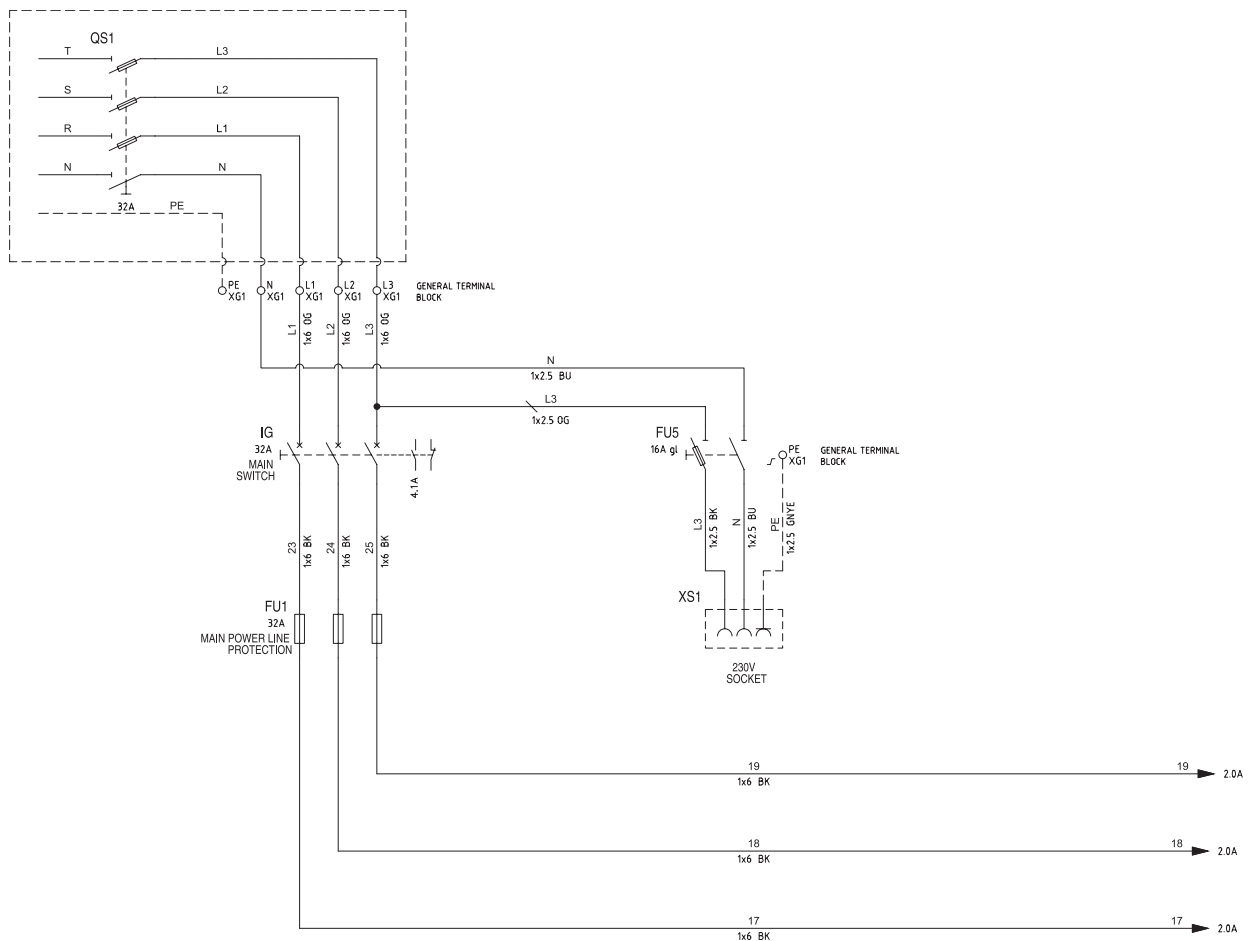 QS1
T
L3
S
L2
R
L1
N
N
32A
PE
PE
XG1
N
XG1
L1
XG1
L2
XG1
L3
XG1
GENERAL TERMINAL
BLOCK
L1
1x6 OG
L2
1x6 OG
L3
1x6 OG
N
1x2.5 BU
L3
1x2.5 OG
IG
32A
MAIN
SWITCH
4.1A
FU5
16A gl
PE
XG1
GENERAL TERMINAL
BLOCK
L3
1x2.5 BK
N
1x2.5 BU
PE
1x2.5 GNYE
23
1x6 BK
24
1x6 BK
25
1x6 BK
FU1
32A
MAIN POWER LINE
PROTECTION
XS1
230V
SOCKET
19
1x6 BK
19
2.0A
18
1x6 BK
18
2.0A
17
1x6 BK
17
2.0A